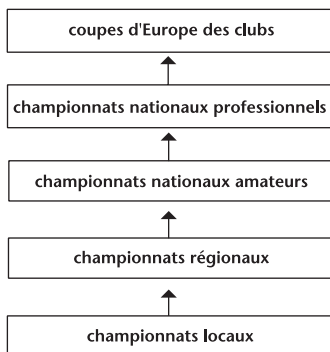 coupes d'Europe des clubs
championnats nationaux professionnels
championnats nationaux amateurs
championnats régionaux
championnats locaux